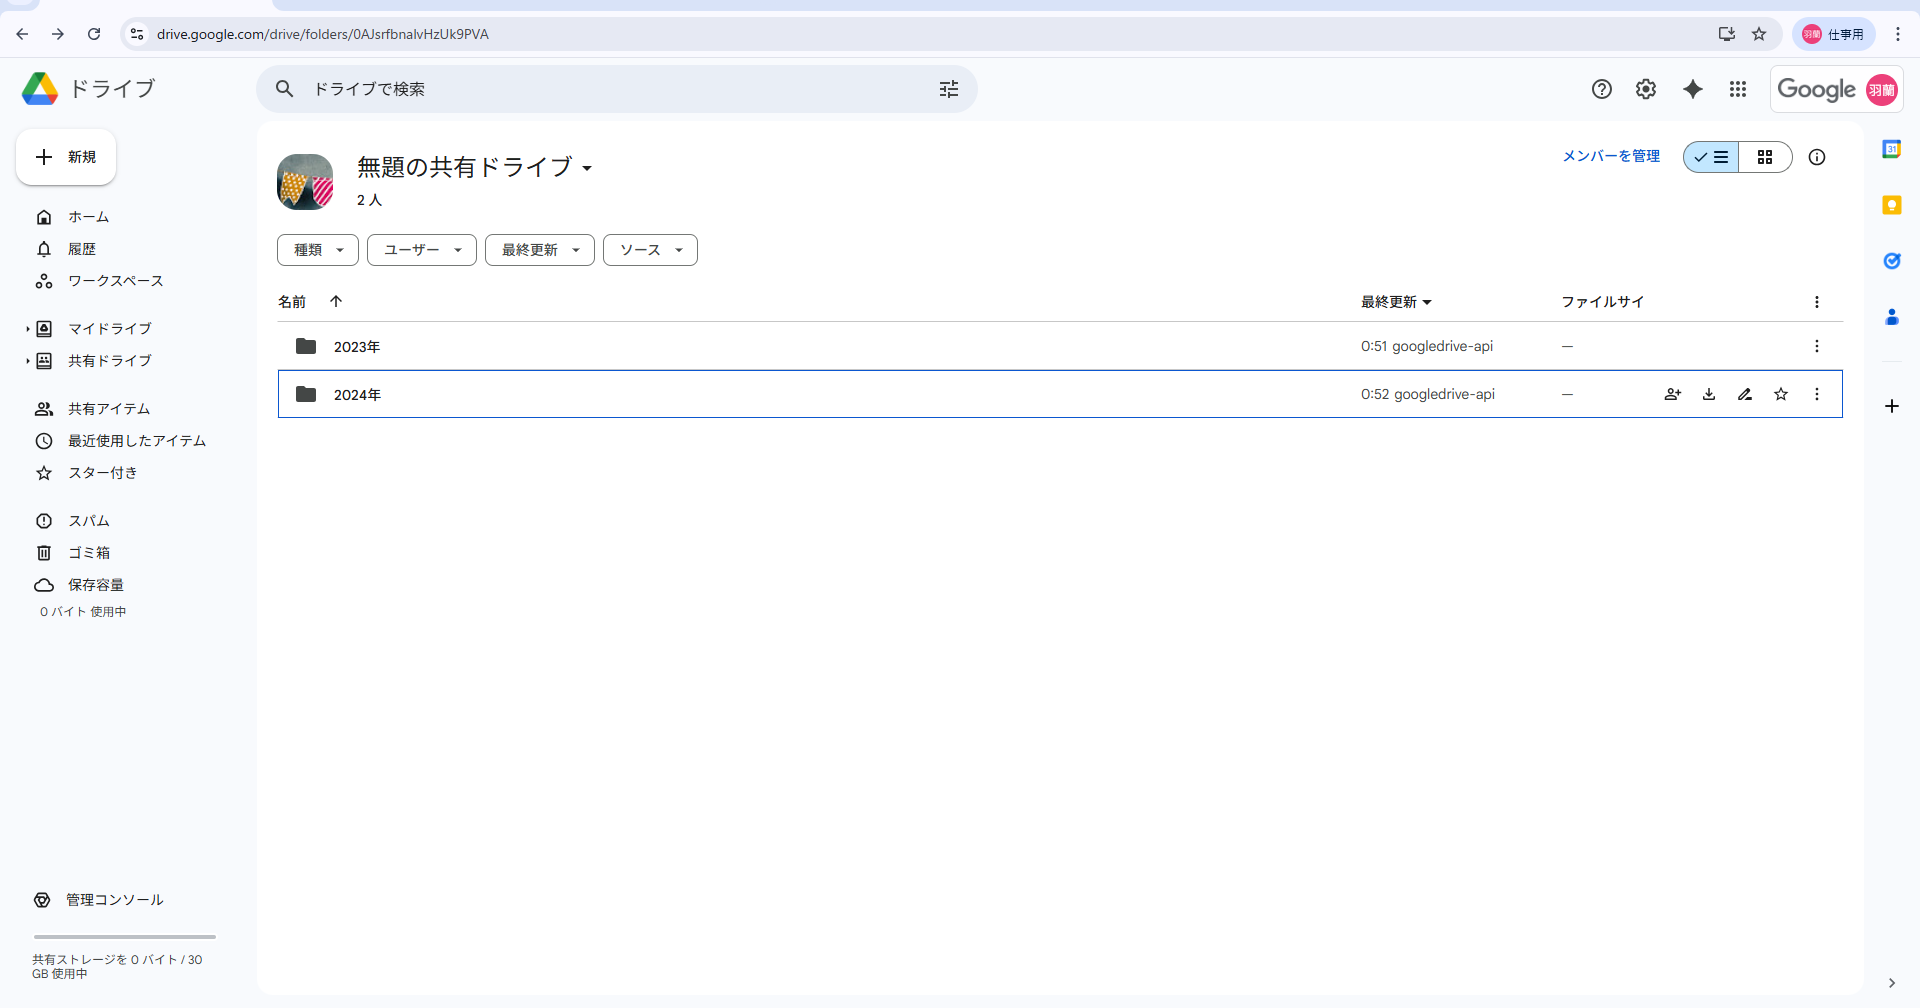 drive.google.com/drive/folders/0AJsrfbnalvHzUk9PVA
羽蘭 仕事用
ドライブ
ドライブで検索
Google 羽蘭
新規
ホーム
履歴
ワークスペース
マイドライブ
共有ドライブ
共有アイテム
最近使用したアイテム
スター付き
スパム
ゴミ箱
保存容量
0 バイト 使用中
管理コンソール
共有ストレージを 0 バイト / 30
GB 使用中
無題の共有ドライブ
2 人
メンバーを管理
種類 ユーザー 最終更新 ソース
名前 最終更新 ファイルサイ
2023年 0:51 googledrive-api —
2024年 0:52 googledrive-api —
31